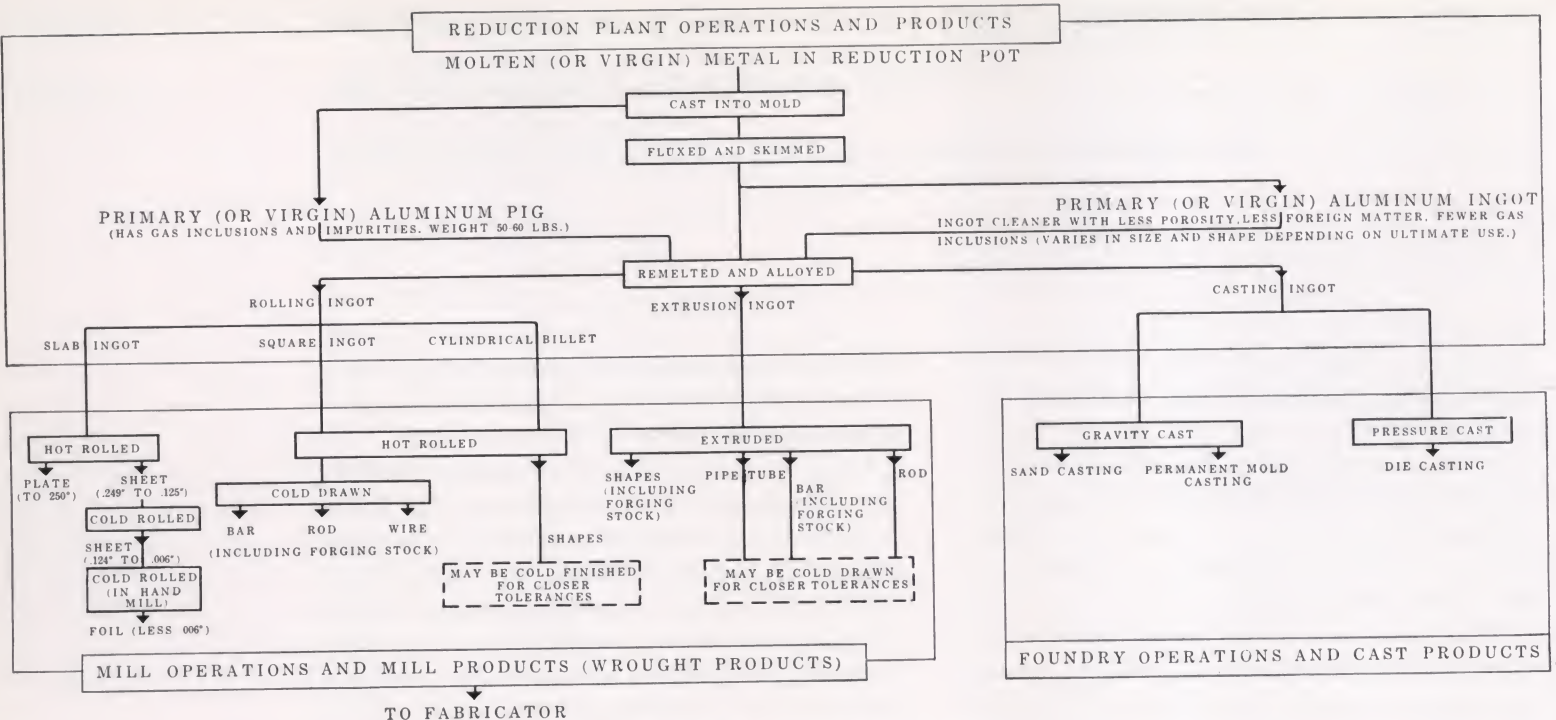 REDUCTION PLANT OPERATIONS AND PRODUCTS
MOLTEN (OR VIRGIN) METAL IN REDUCTION POT
CAST INTO MOLD
FLUXED AND SKIMMED
PRIMARY (OR VIRGIN) ALUMINUM PIG
(HAS GAS INCLUSIONS AND IMPURITIES. WEIGHT 50-60 LBS.)
PRIMARY (OR VIRGIN) ALUMINUM INGOT
INGOT CLEANER WITH LESS POROSITY, LESS FOREIGN MATTER, FEWER GAS
INCLUSIONS (VARIES IN SIZE AND SHAPE DEPENDING ON ULTIMATE USE.)
REMELTED AND ALLOYED
ROLLING INGOT
EXTRUSION INGOT
CASTING INGOT
SLAB INGOT
SQUARE INGOT
CYLINDRICAL BILLET
HOT ROLLED
PLATE
(TO 250")
SHEET
(.249" TO .125")
COLD ROLLED
SHEET
(.124" TO .006")
COLD ROLLED
(IN HAND
MILL)
FOIL (LESS 006")
HOT ROLLED
COLD DRAWN
BAR
ROD
WIRE
(INCLUDING FORGING STOCK)
SHAPES
MAY BE COLD FINISHED
FOR CLOSER
TOLERANCES
EXTRUDED
SHAPES
(INCLUDING
FORGING
STOCK)
PIPE TUBE
BAR
(INCLUDING
FORGING
STOCK)
ROD
MAY BE COLD DRAWN
FOR CLOSER TOLERANCES
GRAVITY CAST
SAND CASTING
PERMANENT MOLD
CASTING
PRESSURE CAST
DIE CASTING
MILL OPERATIONS AND MILL PRODUCTS (WROUGHT PRODUCTS)
FOUNDRY OPERATIONS AND CAST PRODUCTS
TO FABRICATOR